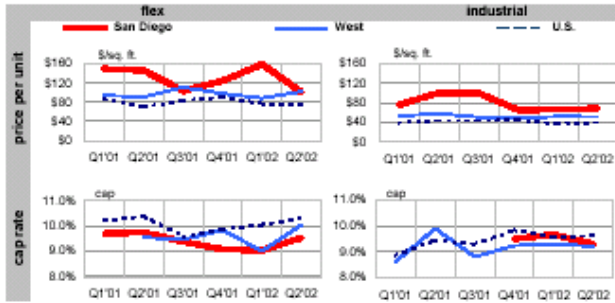 flex industrial
San Diego West U.S.
price per unit
$/sq. ft. $/sq. ft.
$160 $160
$120 $120
$80 $80
$40 $40
$0 $0
Q1'01 Q2'01 Q3'01 Q4'01 Q1'02 Q2'02 Q1'01 Q2'01 Q3'01 Q4'01 Q1'02 Q2'02
cap rate
cap cap
11.0% 11.0%
10.0% 10.0%
9.0% 9.0%
8.0% 8.0%
Q1'01 Q2'01 Q3'01 Q4'01 Q1'02 Q2'02 Q1'01 Q2'01 Q3'01 Q4'01 Q1'02 Q2'02